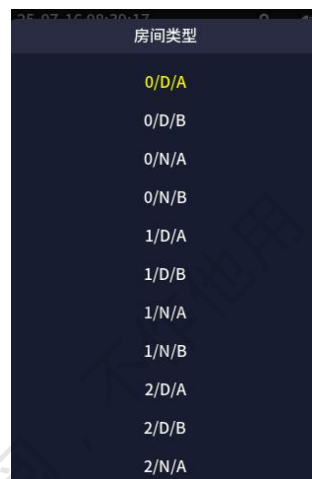 房间类型
0/D/A
0/D/B
0/N/A
0/N/B
1/D/A
1/D/B
1/N/A
1/N/B
2/D/A
2/D/B
2/N/A